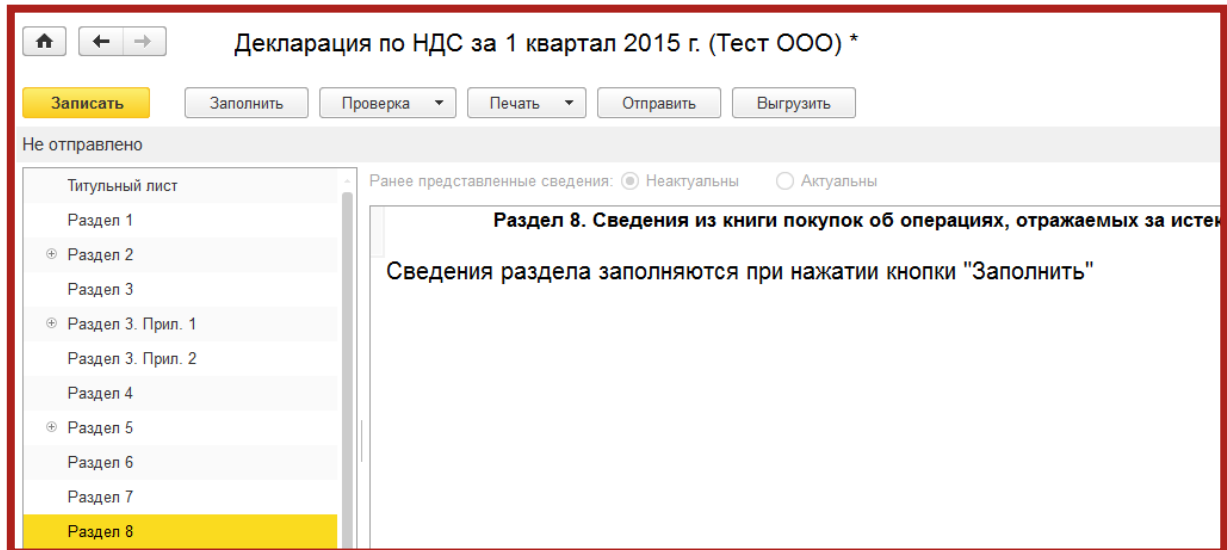 Декларация по НДС за 1 квартал 2015 г. (Тест ООО) *
Записать Заполнить Проверка Печать Отправить Выгрузить
Не отправлено
Титульный лист
Раздел 1
Раздел 2
Раздел 3
Раздел 3. Прил. 1
Раздел 3. Прил. 2
Раздел 4
Раздел 5
Раздел 6
Раздел 7
Раздел 8
Ранее представленные сведения: Неактуальны Актуальны
Раздел 8. Сведения из книги покупок об операциях, отражаемых за истек
Сведения раздела заполняются при нажатии кнопки "Заполнить"